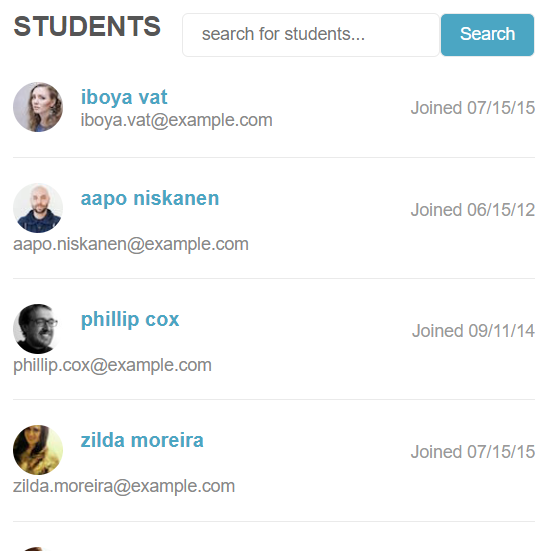 STUDENTS
search for students...
Search
iboya vat
iboya.vat@example.com
Joined 07/15/15
aapo niskanen
Joined 06/15/12
aapo.niskanen@example.com
phillip cox
Joined 09/11/14
phillip.cox@example.com
zilda moreira
Joined 07/15/15
zilda.moreira@example.com